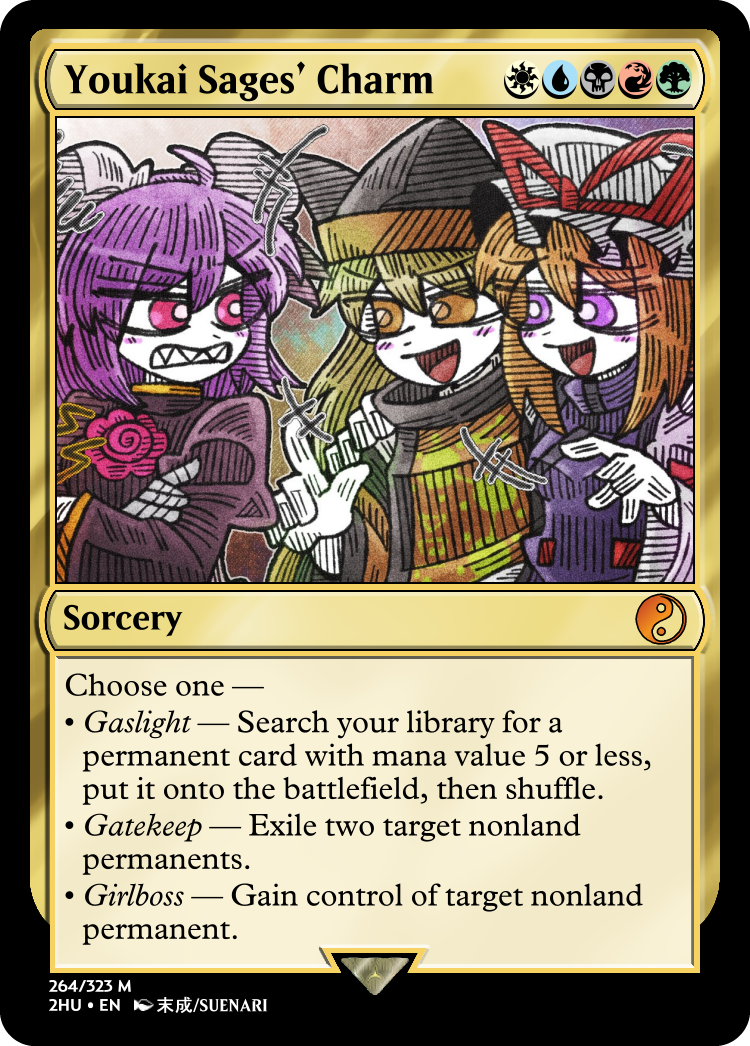 Youkai Sages' Charm
Sorcery
Choose one —
• Gaslight — Search your library for a
permanent card with mana value 5 or less,
put it onto the battlefield, then shuffle.
• Gatekeep — Exile two target nonland
permanents.
• Girlboss — Gain control of target nonland
permanent.
264/323 M
2HU • EN 末成/SUENARI